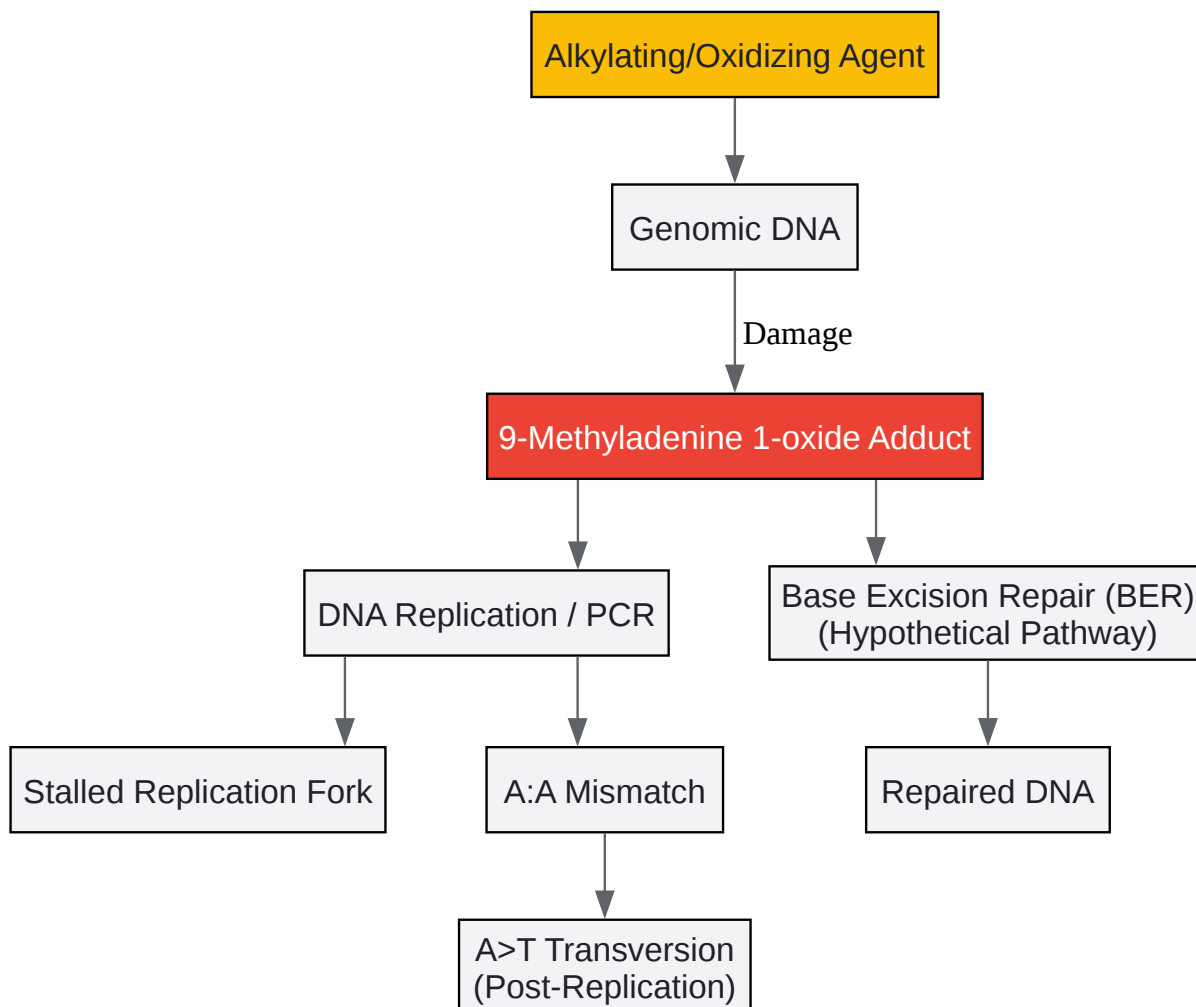 Alkylating/Oxidizing Agent
Genomic DNA
Damage
9-Methyladenine 1-oxide Adduct
DNA Replication / PCR
Base Excision Repair (BER)
(Hypothetical Pathway)
Stalled Replication Fork
A:A Mismatch
Repaired DNA
A>T Transversion
(Post-Replication)